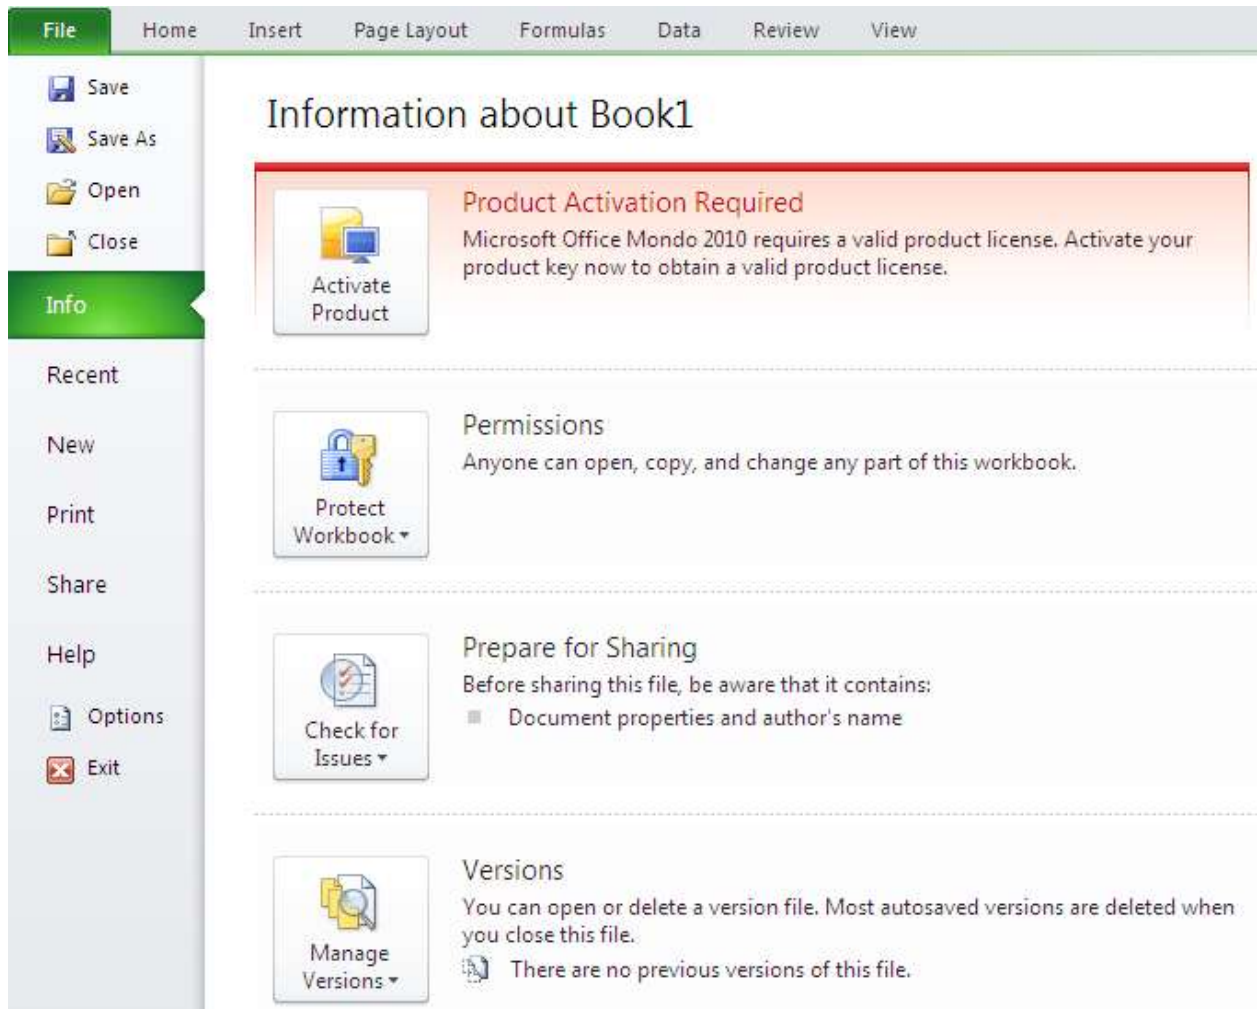 File Home Insert Page Layout Formulas Data Review View
Save
Save As
Open
Close
Info
Recent
New
Print
Share
Help
Options
Exit
Information about Book1
Activate
Product
Product Activation Required
Microsoft Office Mondo 2010 requires a valid product license. Activate your
product key now to obtain a valid product license.
Protect
Workbook
Permissions
Anyone can open, copy, and change any part of this workbook.
Check for
Issues
Prepare for Sharing
Before sharing this file, be aware that it contains:
Document properties and author's name
Manage
Versions
Versions
You can open or delete a version file. Most autosaved versions are deleted when
you close this file.
There are no previous versions of this file.